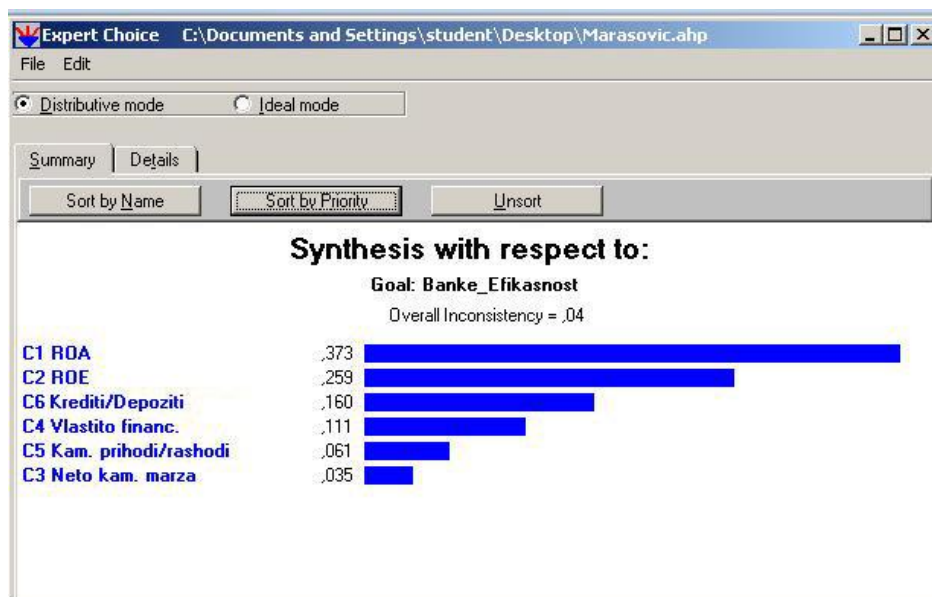 Expert Choice C:\Documents and Settings\student\Desktop\Marasovic.ahp
File Edit
Distributive mode Ideal mode
Summary Details
Sort by Name Sort by Priority Unsort
Synthesis with respect to:
Goal: Banke_Efikasnost
Overall Inconsistency = ,04
C1 ROA ,373
C2 ROE ,259
C6 Krediti/Depoziti ,160
C4 Vlastito financ. ,111
C5 Kam. prihodi/rashodi ,061
C3 Neto kam. marza ,035